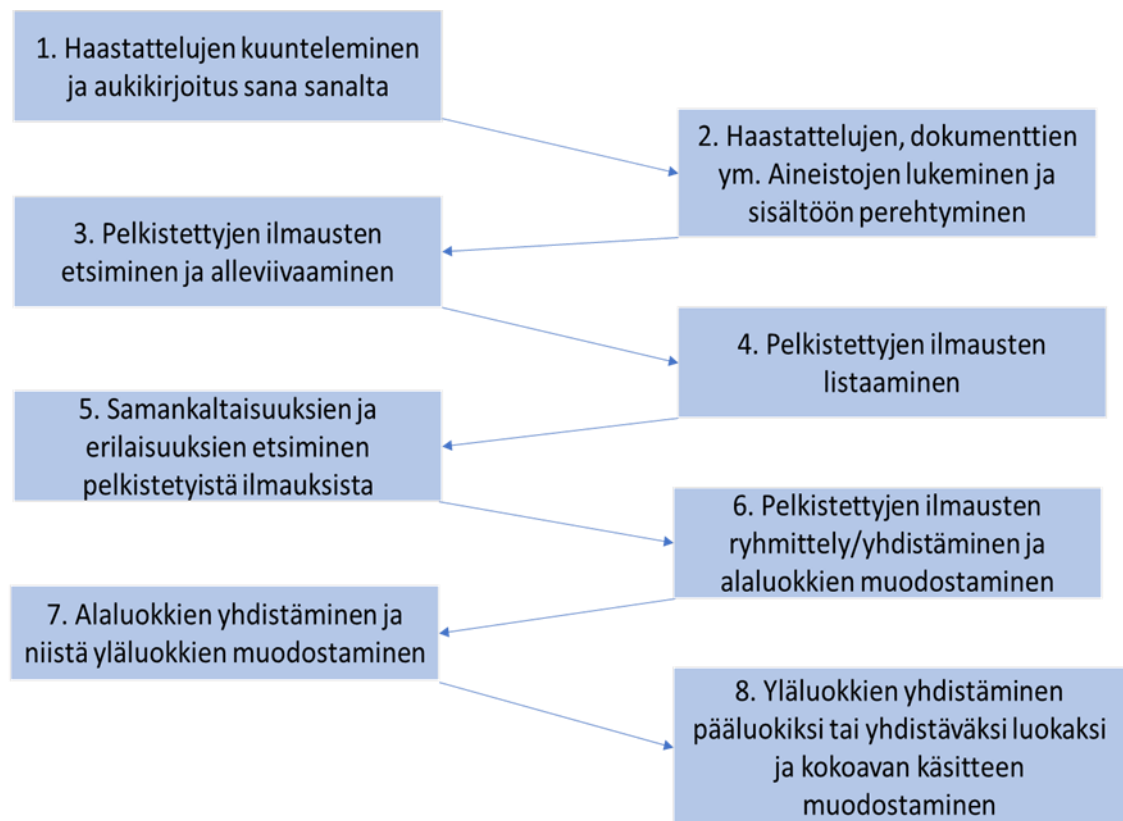 1. Haastattelujen kuunteleminen
ja aukikirjoitus sana sanalta
2. Haastattelujen, dokumenttien
ym. Aineistojen lukeminen ja
sisältöön perehtyminen
3. Pelkistettyjen ilmausten
etsiminen ja alleviivaaminen
4. Pelkistettyjen ilmausten
listaaminen
5. Samankaltaisuuksien ja
erilaisuuksien etsiminen
pelkistetyistä ilmauksista
6. Pelkistettyjen ilmausten
ryhmittely/yhdistäminen ja
alaluokkien muodostaminen
7. Alaluokkien yhdistäminen ja
niistä yläluokkien muodostaminen
8. Yläluokkien yhdistäminen
pääluokiksi tai yhdistäväksi luokaksi
ja kokoavan käsitteen
muodostaminen